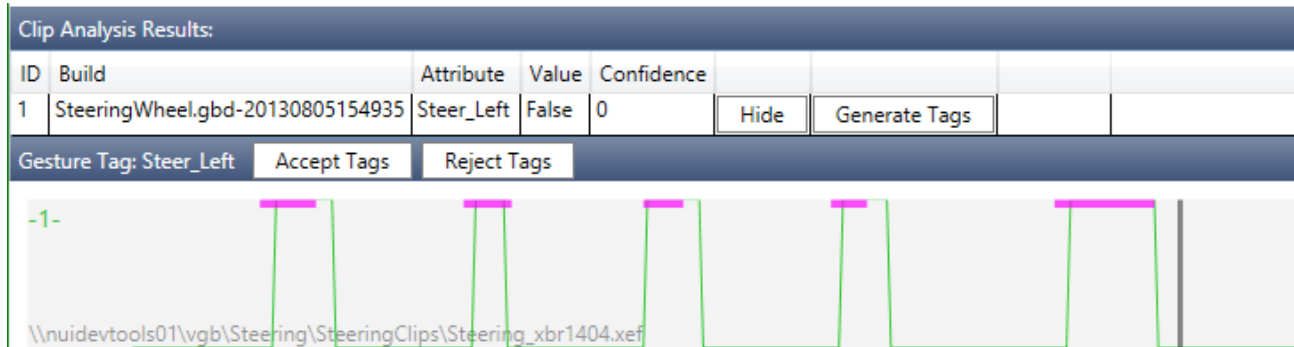 Clip Analysis Results:
ID Build Attribute Value Confidence
1 SteeringWheel.gbd-20130805154935 Steer_Left False 0 Hide Generate Tags
Gesture Tag: Steer_Left Accept Tags Reject Tags
-1-
\\nuidevtools01\vgb\Steering\SteeringClips\Steering_xbr1404.xef